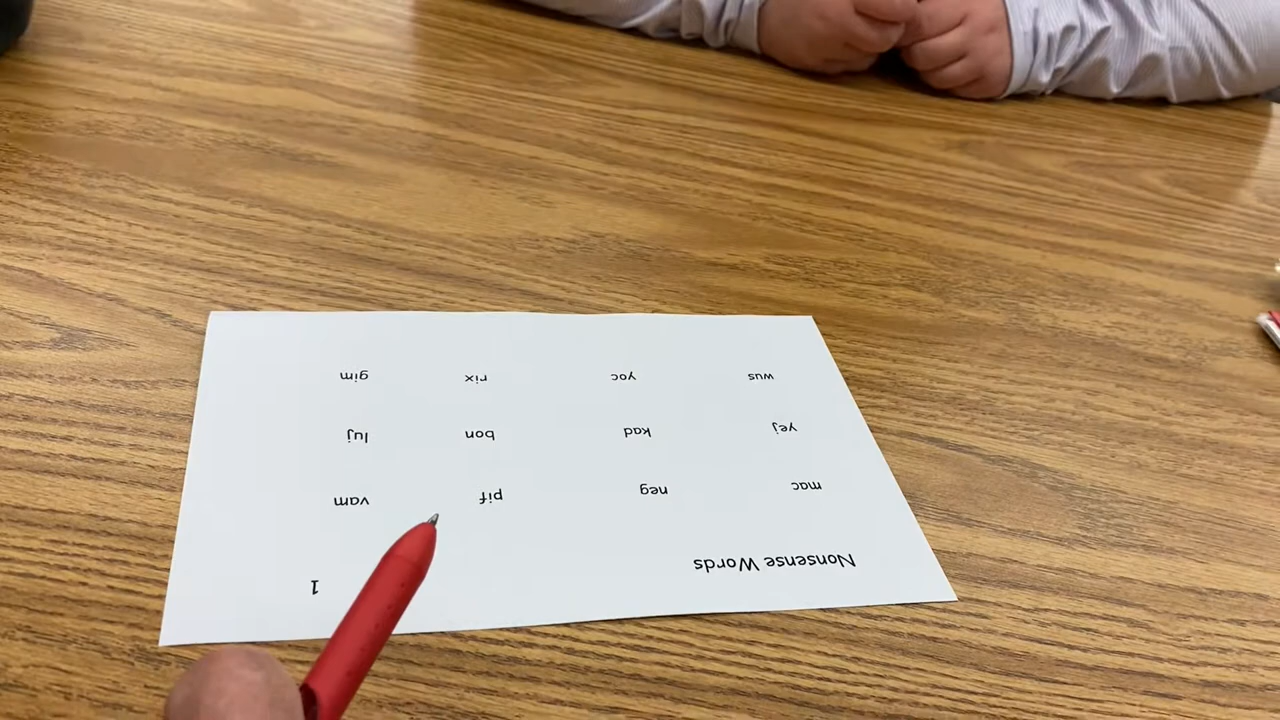 Nonsense Words 1
mac neg pif vam
yej kad bon luj
wus yoc rix gim